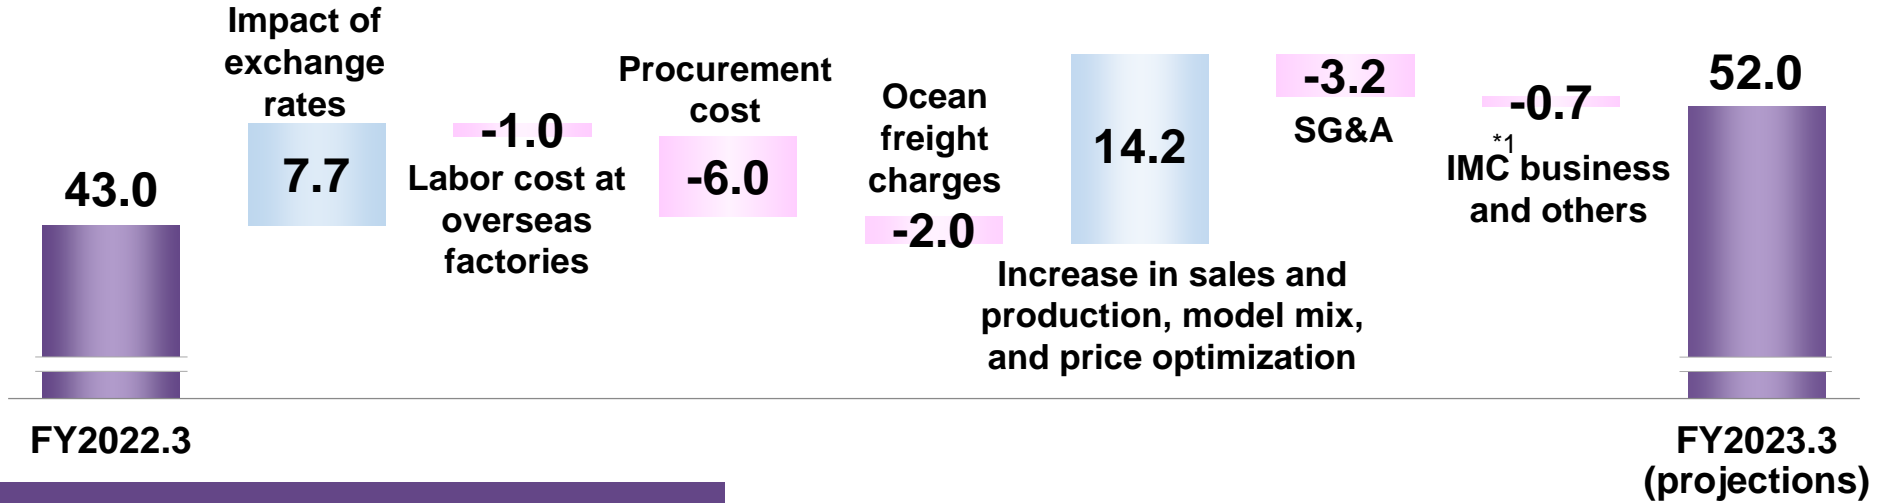 Impact of
exchange
rates
7.7
43.0
FY2022.3
-1.0
Labor cost at
overseas
factories
Procurement
cost
-6.0
Ocean
freight
charges
-2.0
14.2
Increase in sales and
production, model mix,
and price optimization
-3.2
SG&A
-0.7
*1
IMC business
and others
52.0
FY2023.3
(projections)